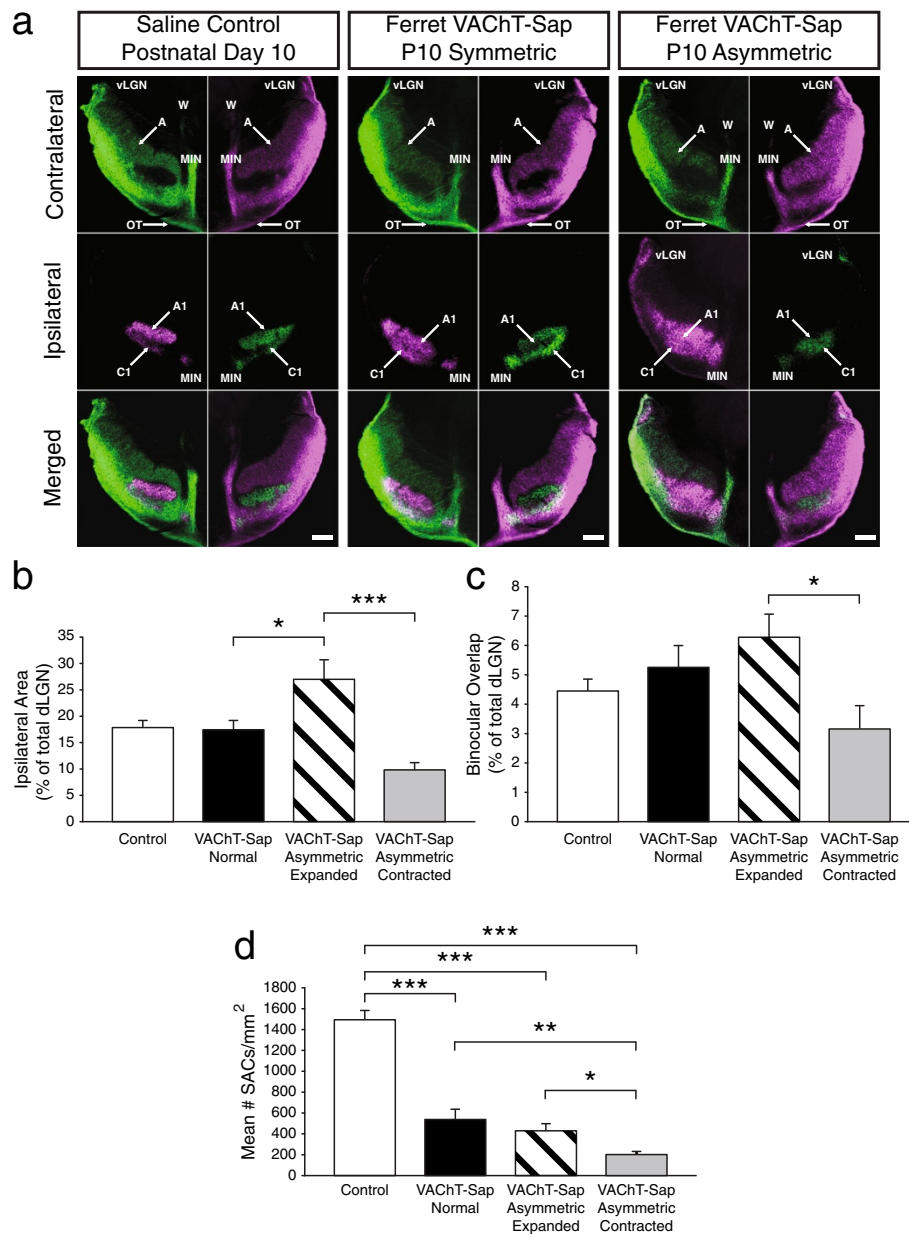 a
Saline Control
Postnatal Day 10
Ferret VAChT-Sap
P10 Symmetric
Ferret VAChT-Sap
P10 Asymmetric
Contralateral
vLGN
W
A
MIN
OT
vLGN
A
W
MIN
OT
vLGN
A
MIN
OT
vLGN
A
MIN
OT
vLGN
A
W
MIN
OT
vLGN
W
A
MIN
OT
Ipsilateral
A1
C1
MIN
A1
C1
MIN
A1
C1
MIN
A1
C1
MIN
vLGN
A1
C1
MIN
vLGN
A1
C1
MIN
Merged
b
Ipsilateral Area
(% of total dLGN)
35
30
25
20
15
10
5
0
*
***
Control
VAChT-Sap
Normal
VAChT-Sap
Asymmetric
Expanded
VAChT-Sap
Asymmetric
Contracted
c
Binocular Overlap
(% of total dLGN)
8
7
6
5
4
3
2
1
0
*
Control
VAChT-Sap
Normal
VAChT-Sap
Asymmetric
Expanded
VAChT-Sap
Asymmetric
Contracted
d
Mean # SACs/mm²
1800
1600
1400
1200
1000
800
600
400
200
0
***
***
***
**
*
Control
VAChT-Sap
Normal
VAChT-Sap
Asymmetric
Expanded
VAChT-Sap
Asymmetric
Contracted